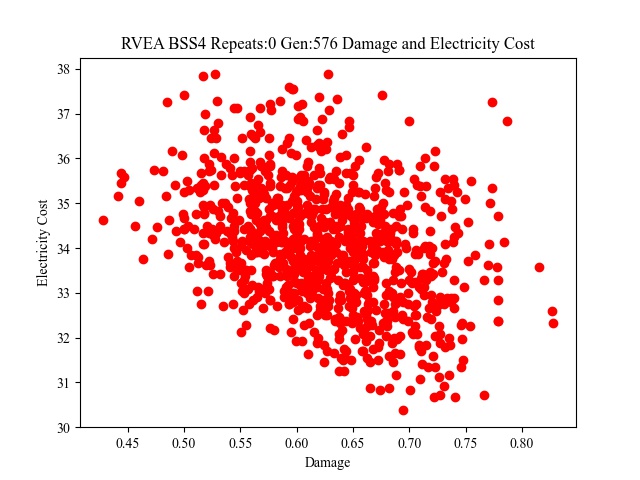 RVEA BSS4 Repeats:0 Gen:576 Damage and Electricity Cost
38
37
36
35
34
33
32
31
30
Electricity Cost
0.45 0.50 0.55 0.60 0.65 0.70 0.75 0.80
Damage